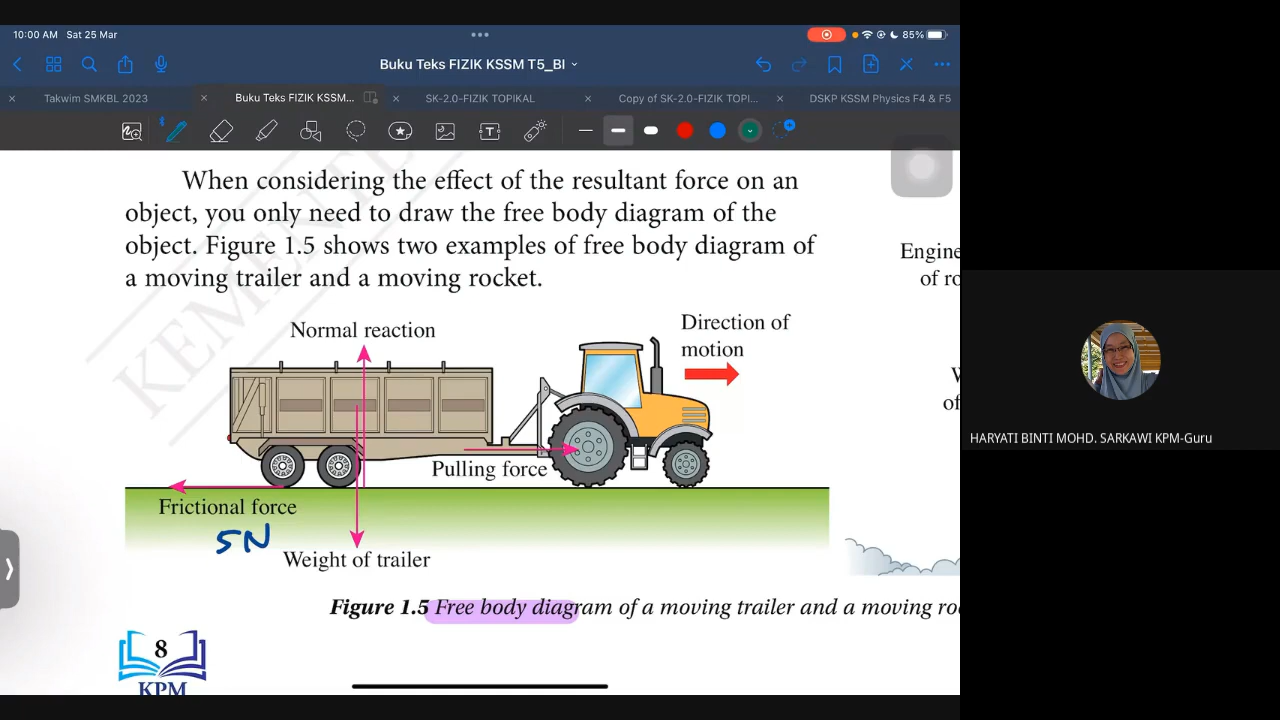 10:00 AM Sat 25 Mar
85%
Buku Teks FIZIK KSSM T5_BI
Takwim SMKBL 2023
Buku Teks FIZIK KSSM...
SK-2.0-FIZIK TOPIKAL
Copy of SK-2.0-FIZIK TOPI...
DSKP KSSM Physics F4 & F5
When considering the effect of the resultant force on an
object, you only need to draw the free body diagram of the
object. Figure 1.5 shows two examples of free body diagram of
a moving trailer and a moving rocket.
Engine
of ro
Normal reaction
Direction of
motion
W
of
Pulling force
Frictional force
5N
Weight of trailer
Figure 1.5 Free body diagram of a moving trailer and a moving ro
8
KPM
KEMENTE
HARYATI BINTI MOHD. SARKAWI KPM-Guru